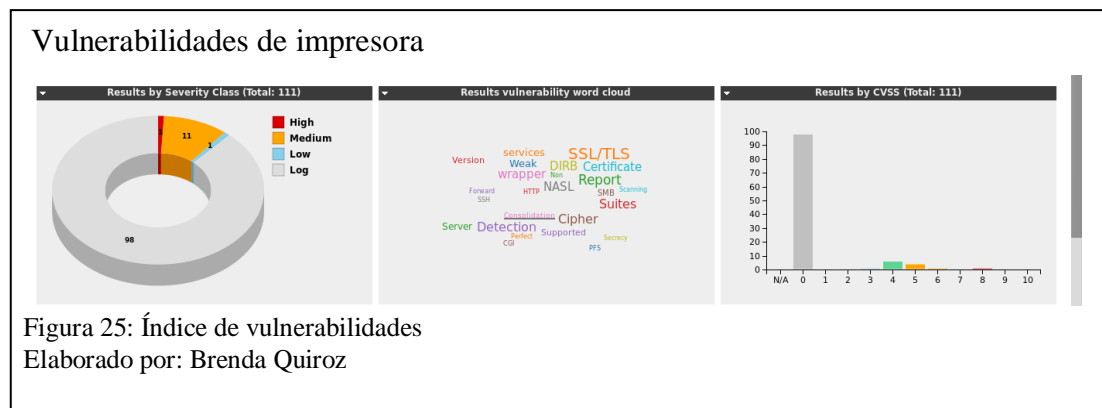 Vulnerabilidades de impresora
Results by Severity Class (Total: 111)
1
11
1
98
High
Medium
Low
Log
Results vulnerability word cloud
services
SSL/TLS
Version
Weak
DIRB
Certificate
wrapper
Non
Report
NASL
Forward
HTTP
SMB
Scanning
SSH
Suites
Consolidation
Cipher
Server
Detection
Supported
Perfect
Secrecy
CGI
PFS
Results by CVSS (Total: 111)
100
90
80
70
60
50
40
30
20
10
0
N/A 0 1 2 3 4 5 6 7 8 9 10
Figura 25: Índice de vulnerabilidades
Elaborado por: Brenda Quiroz